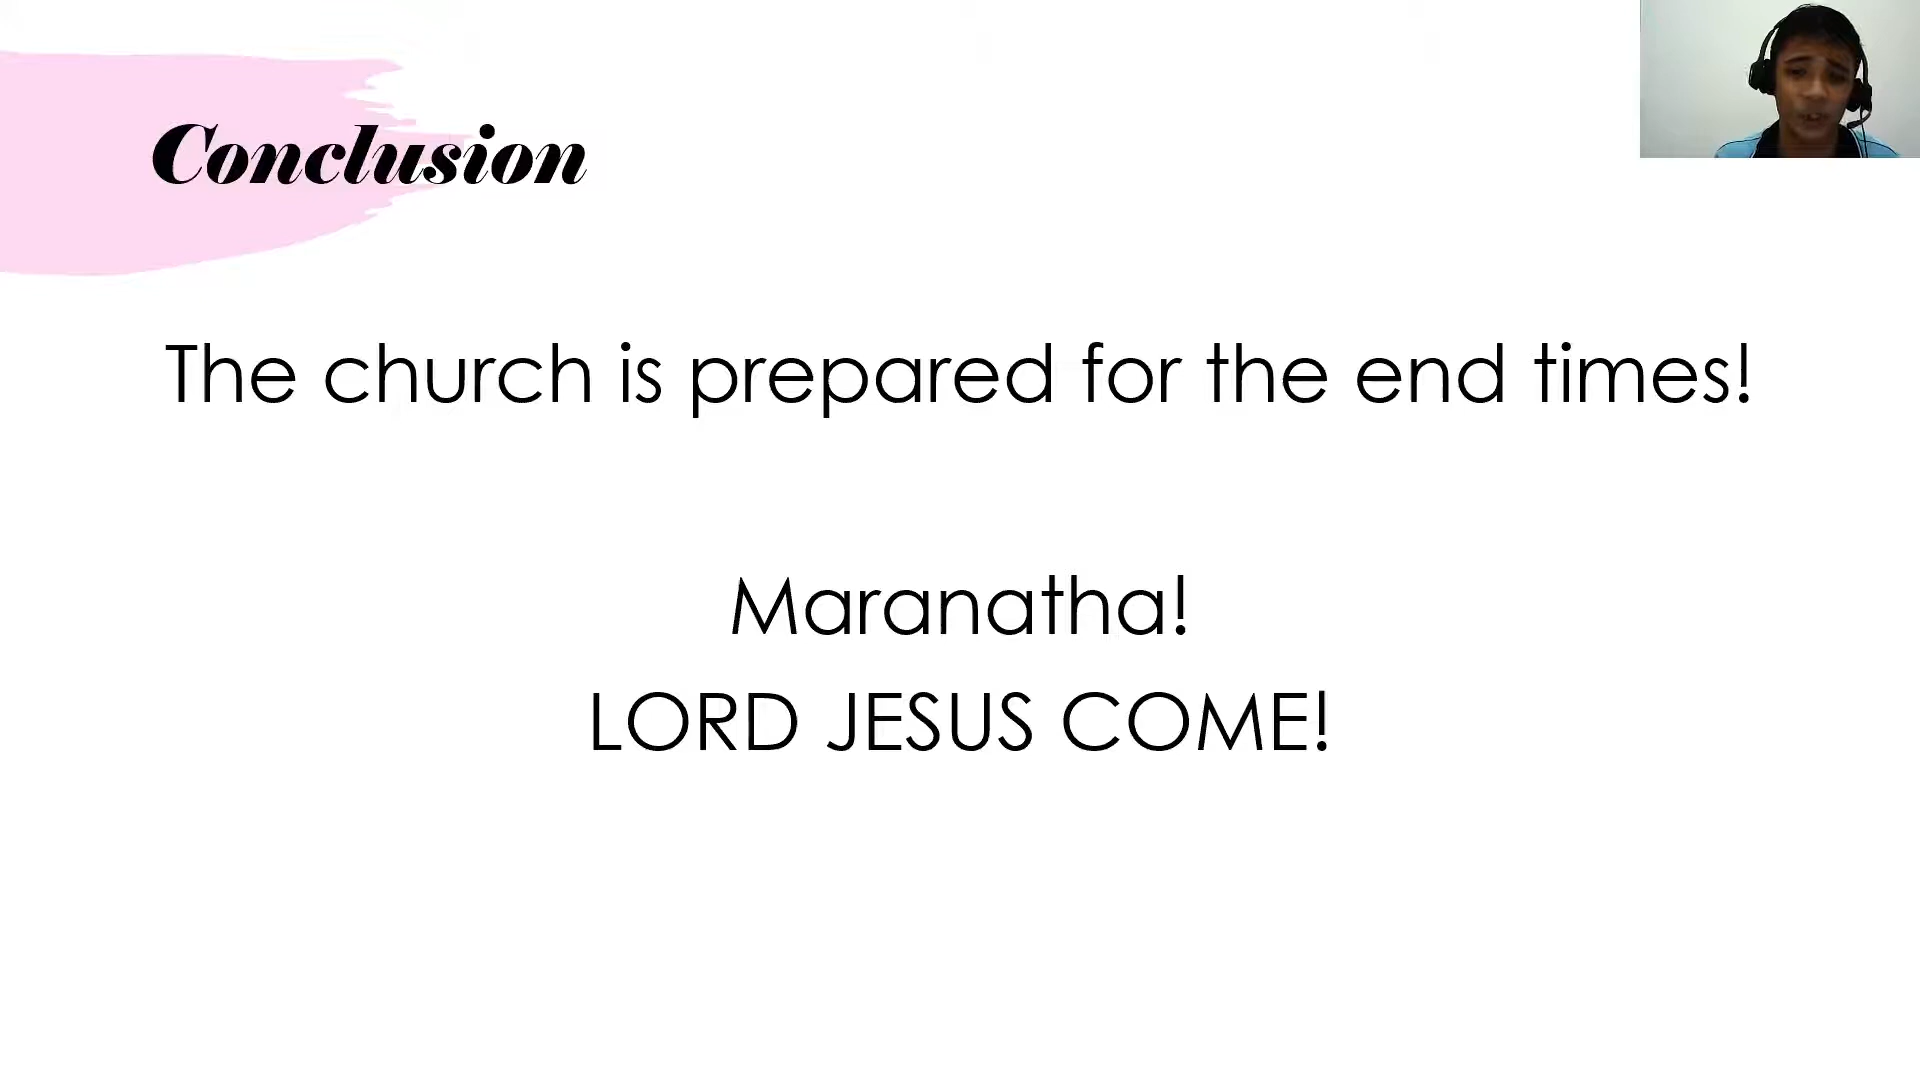 Conclusion
The church is prepared for the end times!
Maranatha!
LORD JESUS COME!